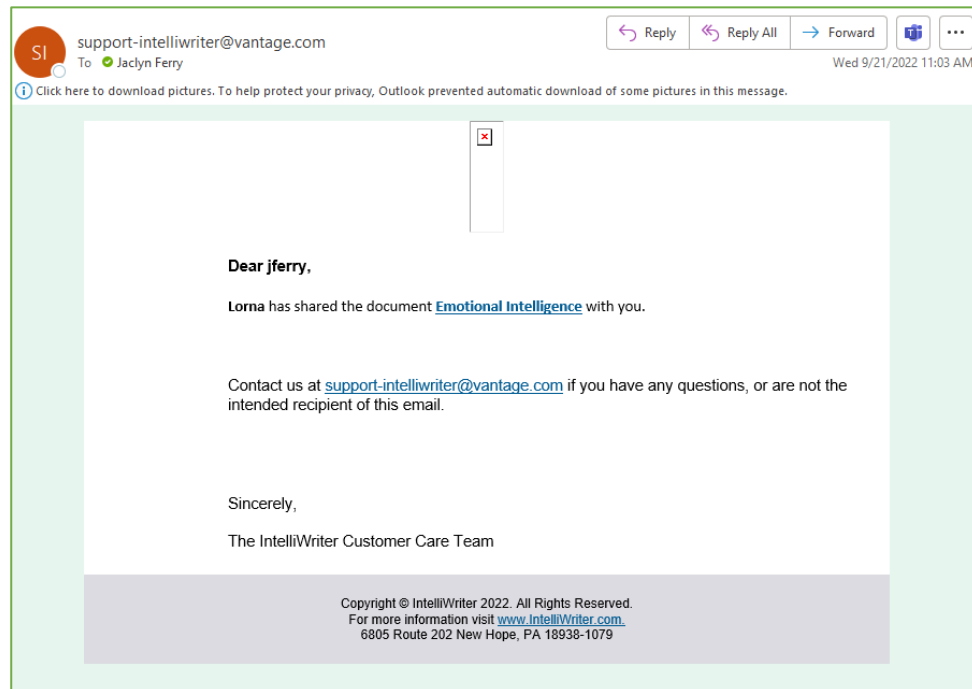 SI
support-intelliwriter@vantage.com
To Jaclyn Ferry
Reply
Reply All
Forward
Wed 9/21/2022 11:03 AM
Click here to download pictures. To help protect your privacy, Outlook prevented automatic download of some pictures in this message.
Dear jferry,
Lorna has shared the document Emotional Intelligence with you.
Contact us at support-intelliwriter@vantage.com if you have any questions, or are not the
intended recipient of this email.
Sincerely,
The IntelliWriter Customer Care Team
Copyright © IntelliWriter 2022. All Rights Reserved.
For more information visit www.IntelliWriter.com.
6805 Route 202 New Hope, PA 18938-1079